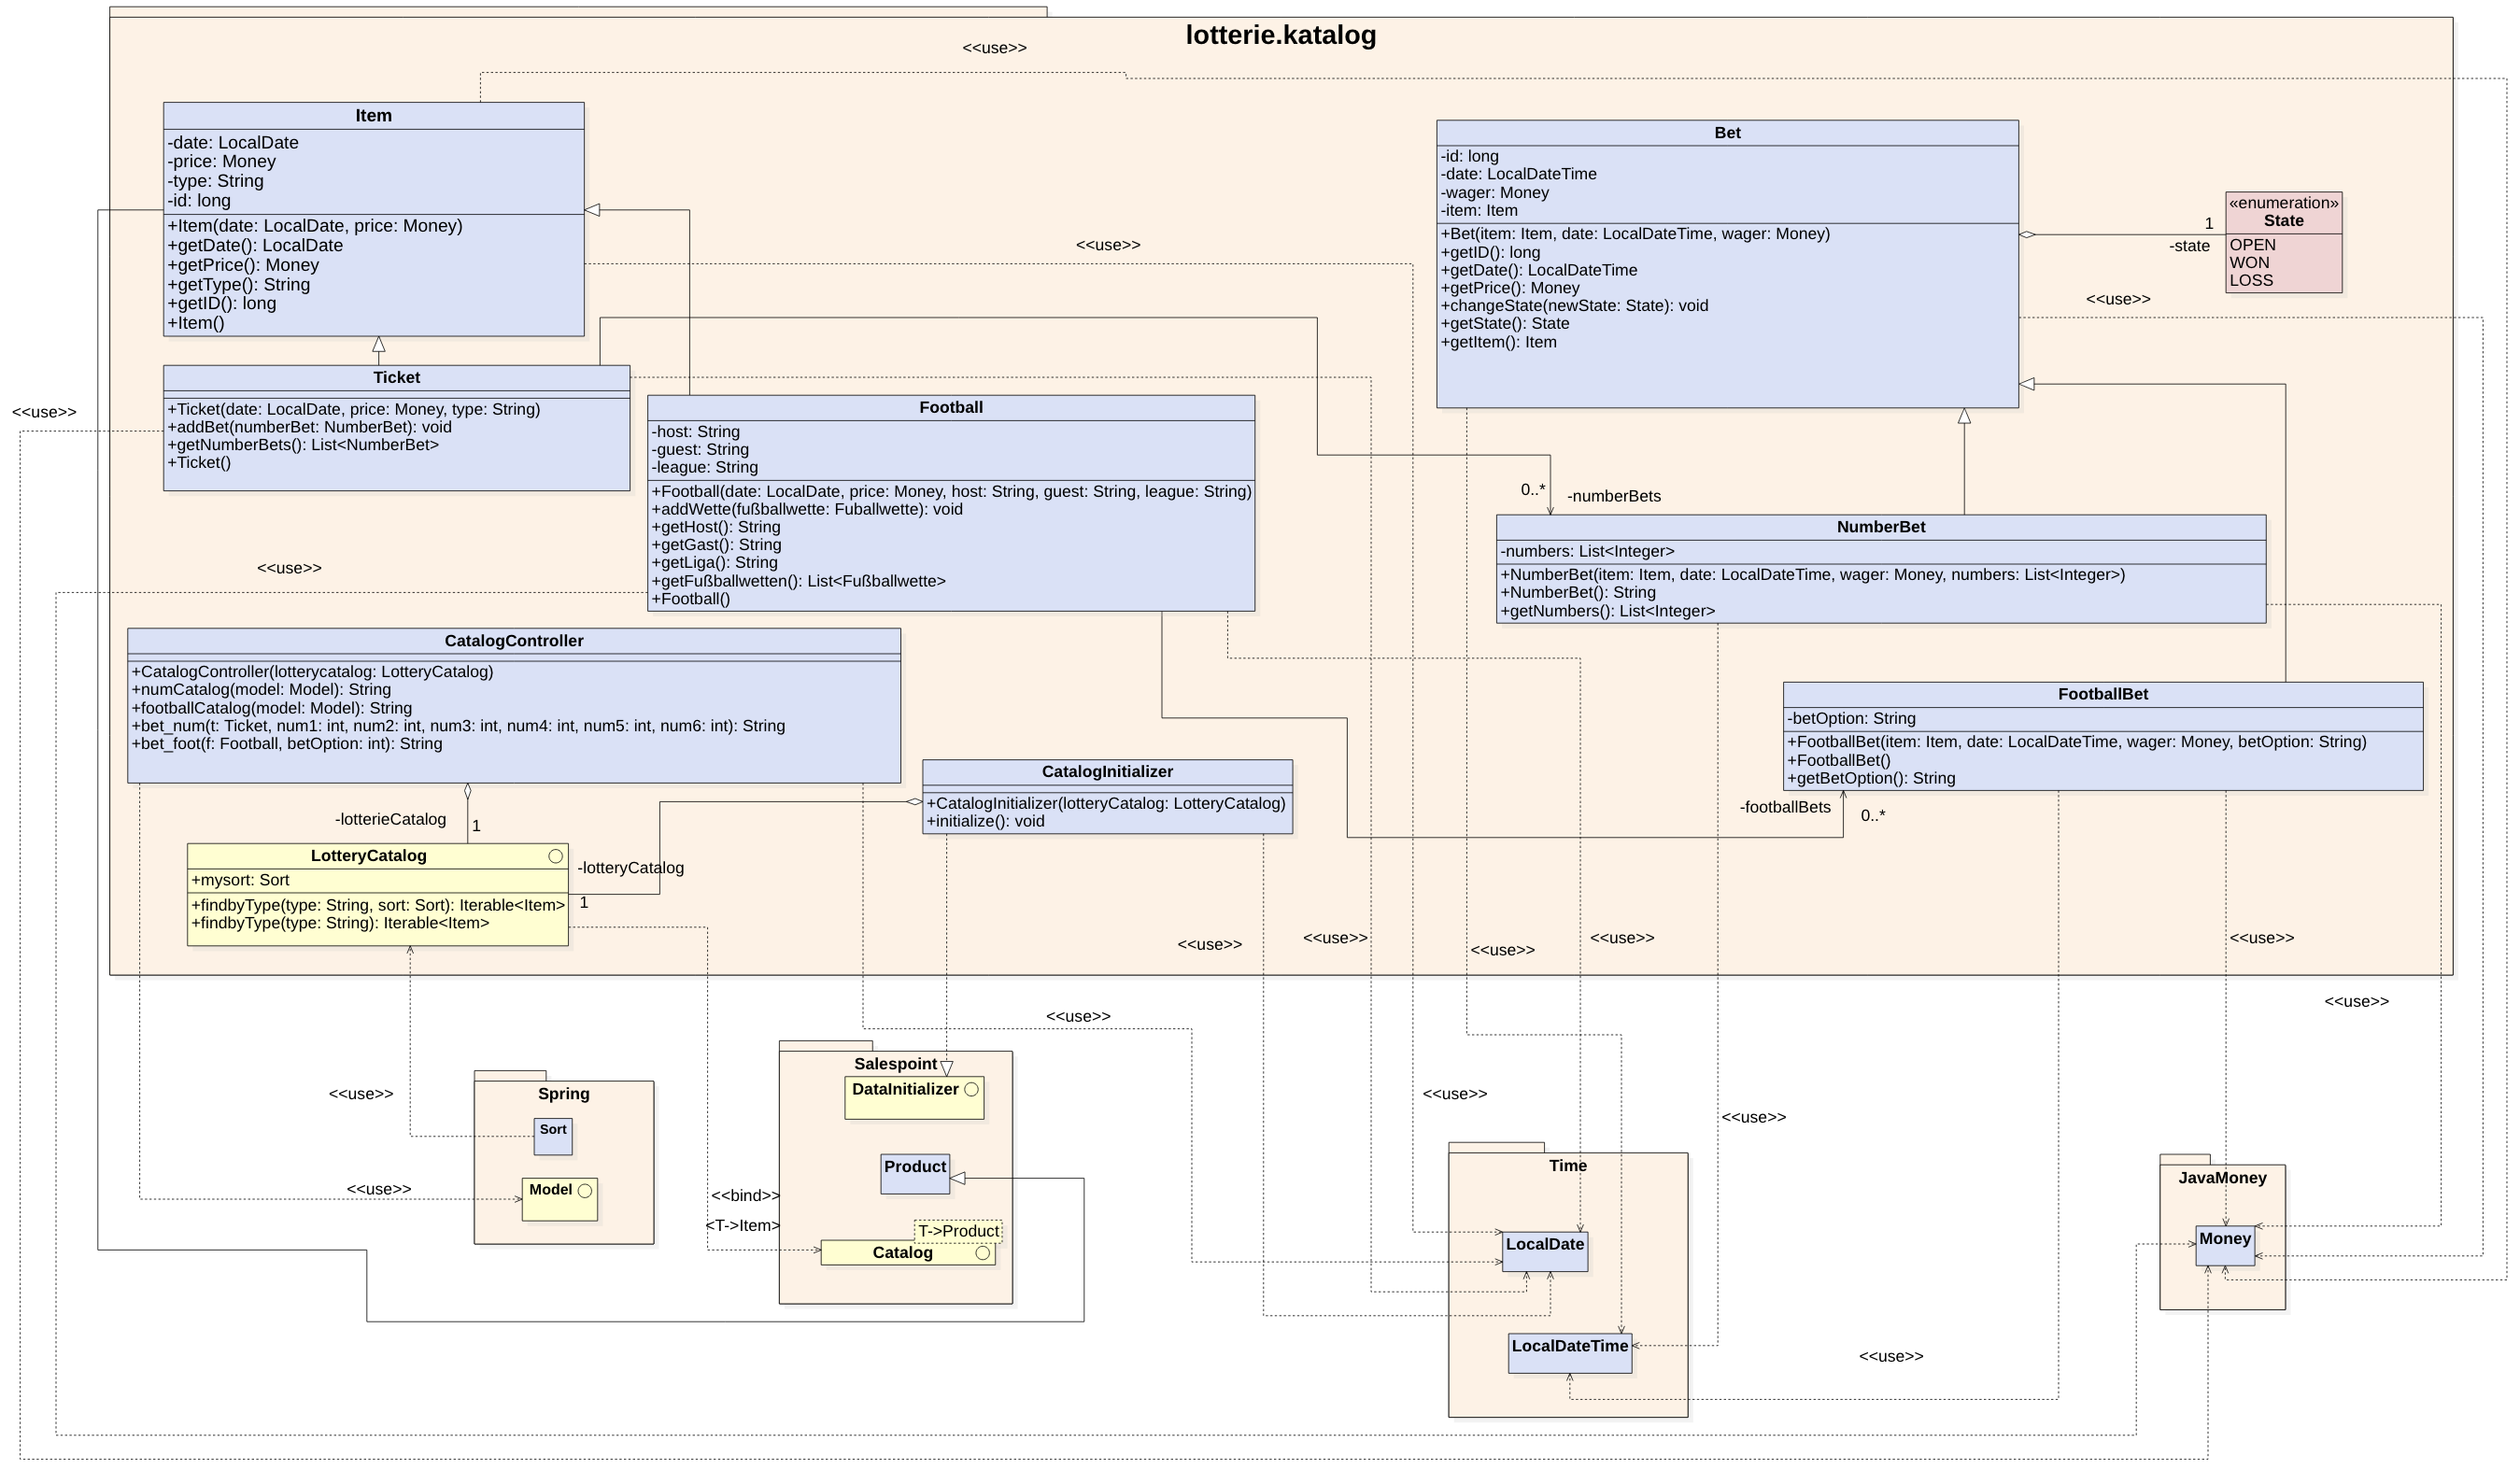 lotterie.katalog
<<use>>
Item
-date: LocalDate
-price: Money
-type: String
-id: long
+Item(date: LocalDate, price: Money)
+getDate(): LocalDate
+getPrice(): Money
+getType(): String
+getID(): long
+Item()
<<use>>
Bet
-id: long
-date: LocalDateTime
-wager: Money
-item: Item
+Bet(item: Item, date: LocalDateTime, wager: Money)
+getID(): long
+getDate(): LocalDateTime
+getPrice(): Money
+changeState(newState: State): void
+getState(): State
+getItem(): Item
1
-state
«enumeration»
State
OPEN
WON
LOSS
<<use>>
<<use>>
Ticket
+Ticket(date: LocalDate, price: Money, type: String)
+addBet(numberBet: NumberBet): void
+getNumberBets(): List<NumberBet>
+Ticket()
Football
-host: String
-guest: String
-league: String
+Football(date: LocalDate, price: Money, host: String, guest: String, league: String)
+addWette(fußballwette: Fuballwette): void
+getHost(): String
+getGast(): String
+getLiga(): String
+getFußballwetten(): List<Fußballwette>
+Football()
<<use>>
0..*
-numberBets
NumberBet
-numbers: List<Integer>
+NumberBet(item: Item, date: LocalDateTime, wager: Money, numbers: List<Integer>)
+NumberBet(): String
+getNumbers(): List<Integer>
CatalogController
+CatalogController(lotterycatalog: LotteryCatalog)
+numCatalog(model: Model): String
+footballCatalog(model: Model): String
+bet_num(t: Ticket, num1: int, num2: int, num3: int, num4: int, num5: int, num6: int): String
+bet_foot(f: Football, betOption: int): String
FootballBet
-betOption: String
+FootballBet(item: Item, date: LocalDateTime, wager: Money, betOption: String)
+FootballBet()
+getBetOption(): String
CatalogInitializer
+CatalogInitializer(lotteryCatalog: LotteryCatalog)
+initialize(): void
-footballBets
0..*
-lotterieCatalog
1
LotteryCatalog
+mysort: Sort
+findbyType(type: String, sort: Sort): Iterable<Item>
+findbyType(type: String): Iterable<Item>
-lotteryCatalog
1
<<use>>
<<use>>
<<use>>
<<use>>
<<use>>
<<use>>
<<use>>
<<use>>
<<use>>
<<use>>
<<use>>
<<use>>
<<bind>>
<T->Item>
Spring
Sort
Model
Salespoint
DataInitializer
Product
T->Product
Catalog
Time
LocalDate
LocalDateTime
JavaMoney
Money